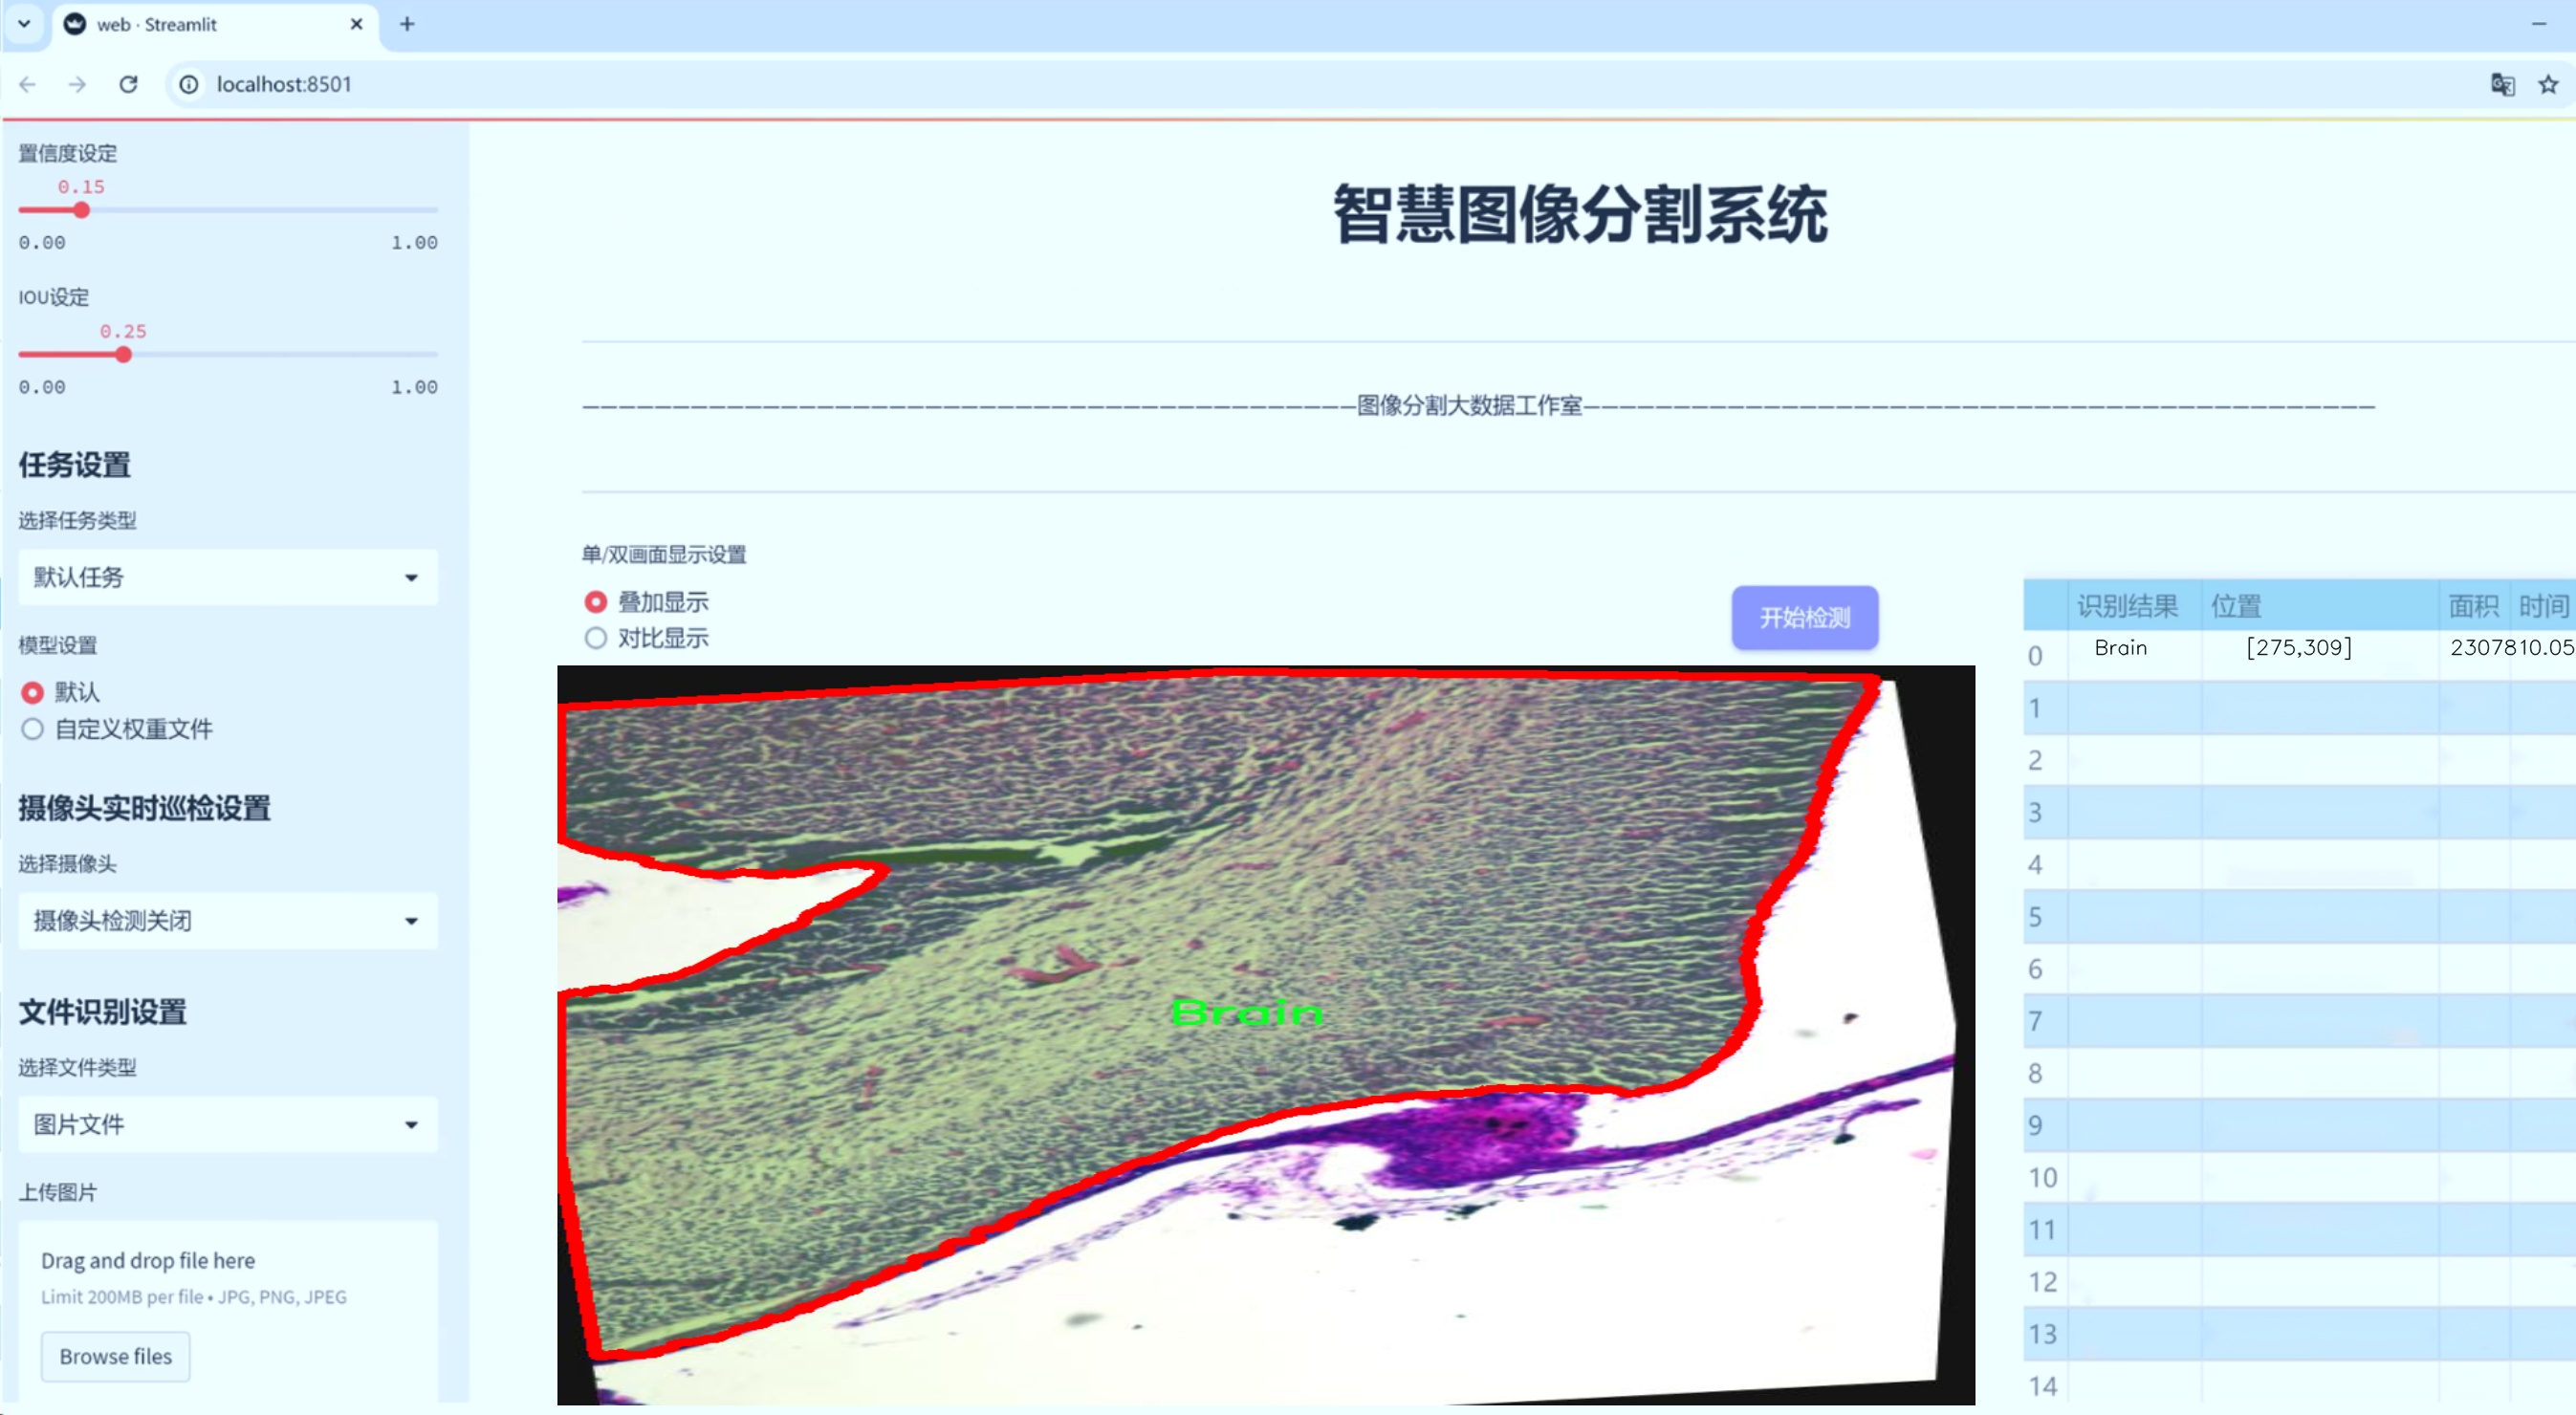 web · Streamlit
localhost:8501
置信度设定
0.15
0.00 1.00
IOU设定
0.25
0.00 1.00
任务设置
选择任务类型
默认任务
模型设置
默认
自定义权重文件
摄像头实时巡检设置
选择摄像头
摄像头检测关闭
文件识别设置
选择文件类型
图片文件
上传图片
Drag and drop file here
Limit 200MB per file • JPG, PNG, JPEG
Browse files
智慧图像分割系统
———————————————————————————————————————————图像分割大数据工作室————————————————————————————————————————————
单/双画面显示设置
叠加显示
对比显示
开始检测
Brain
识别结果 位置 面积 时间
0 Brain [275,309] 2307810.05
1
2
3
4
5
6
7
8
9
10
11
12
13
14